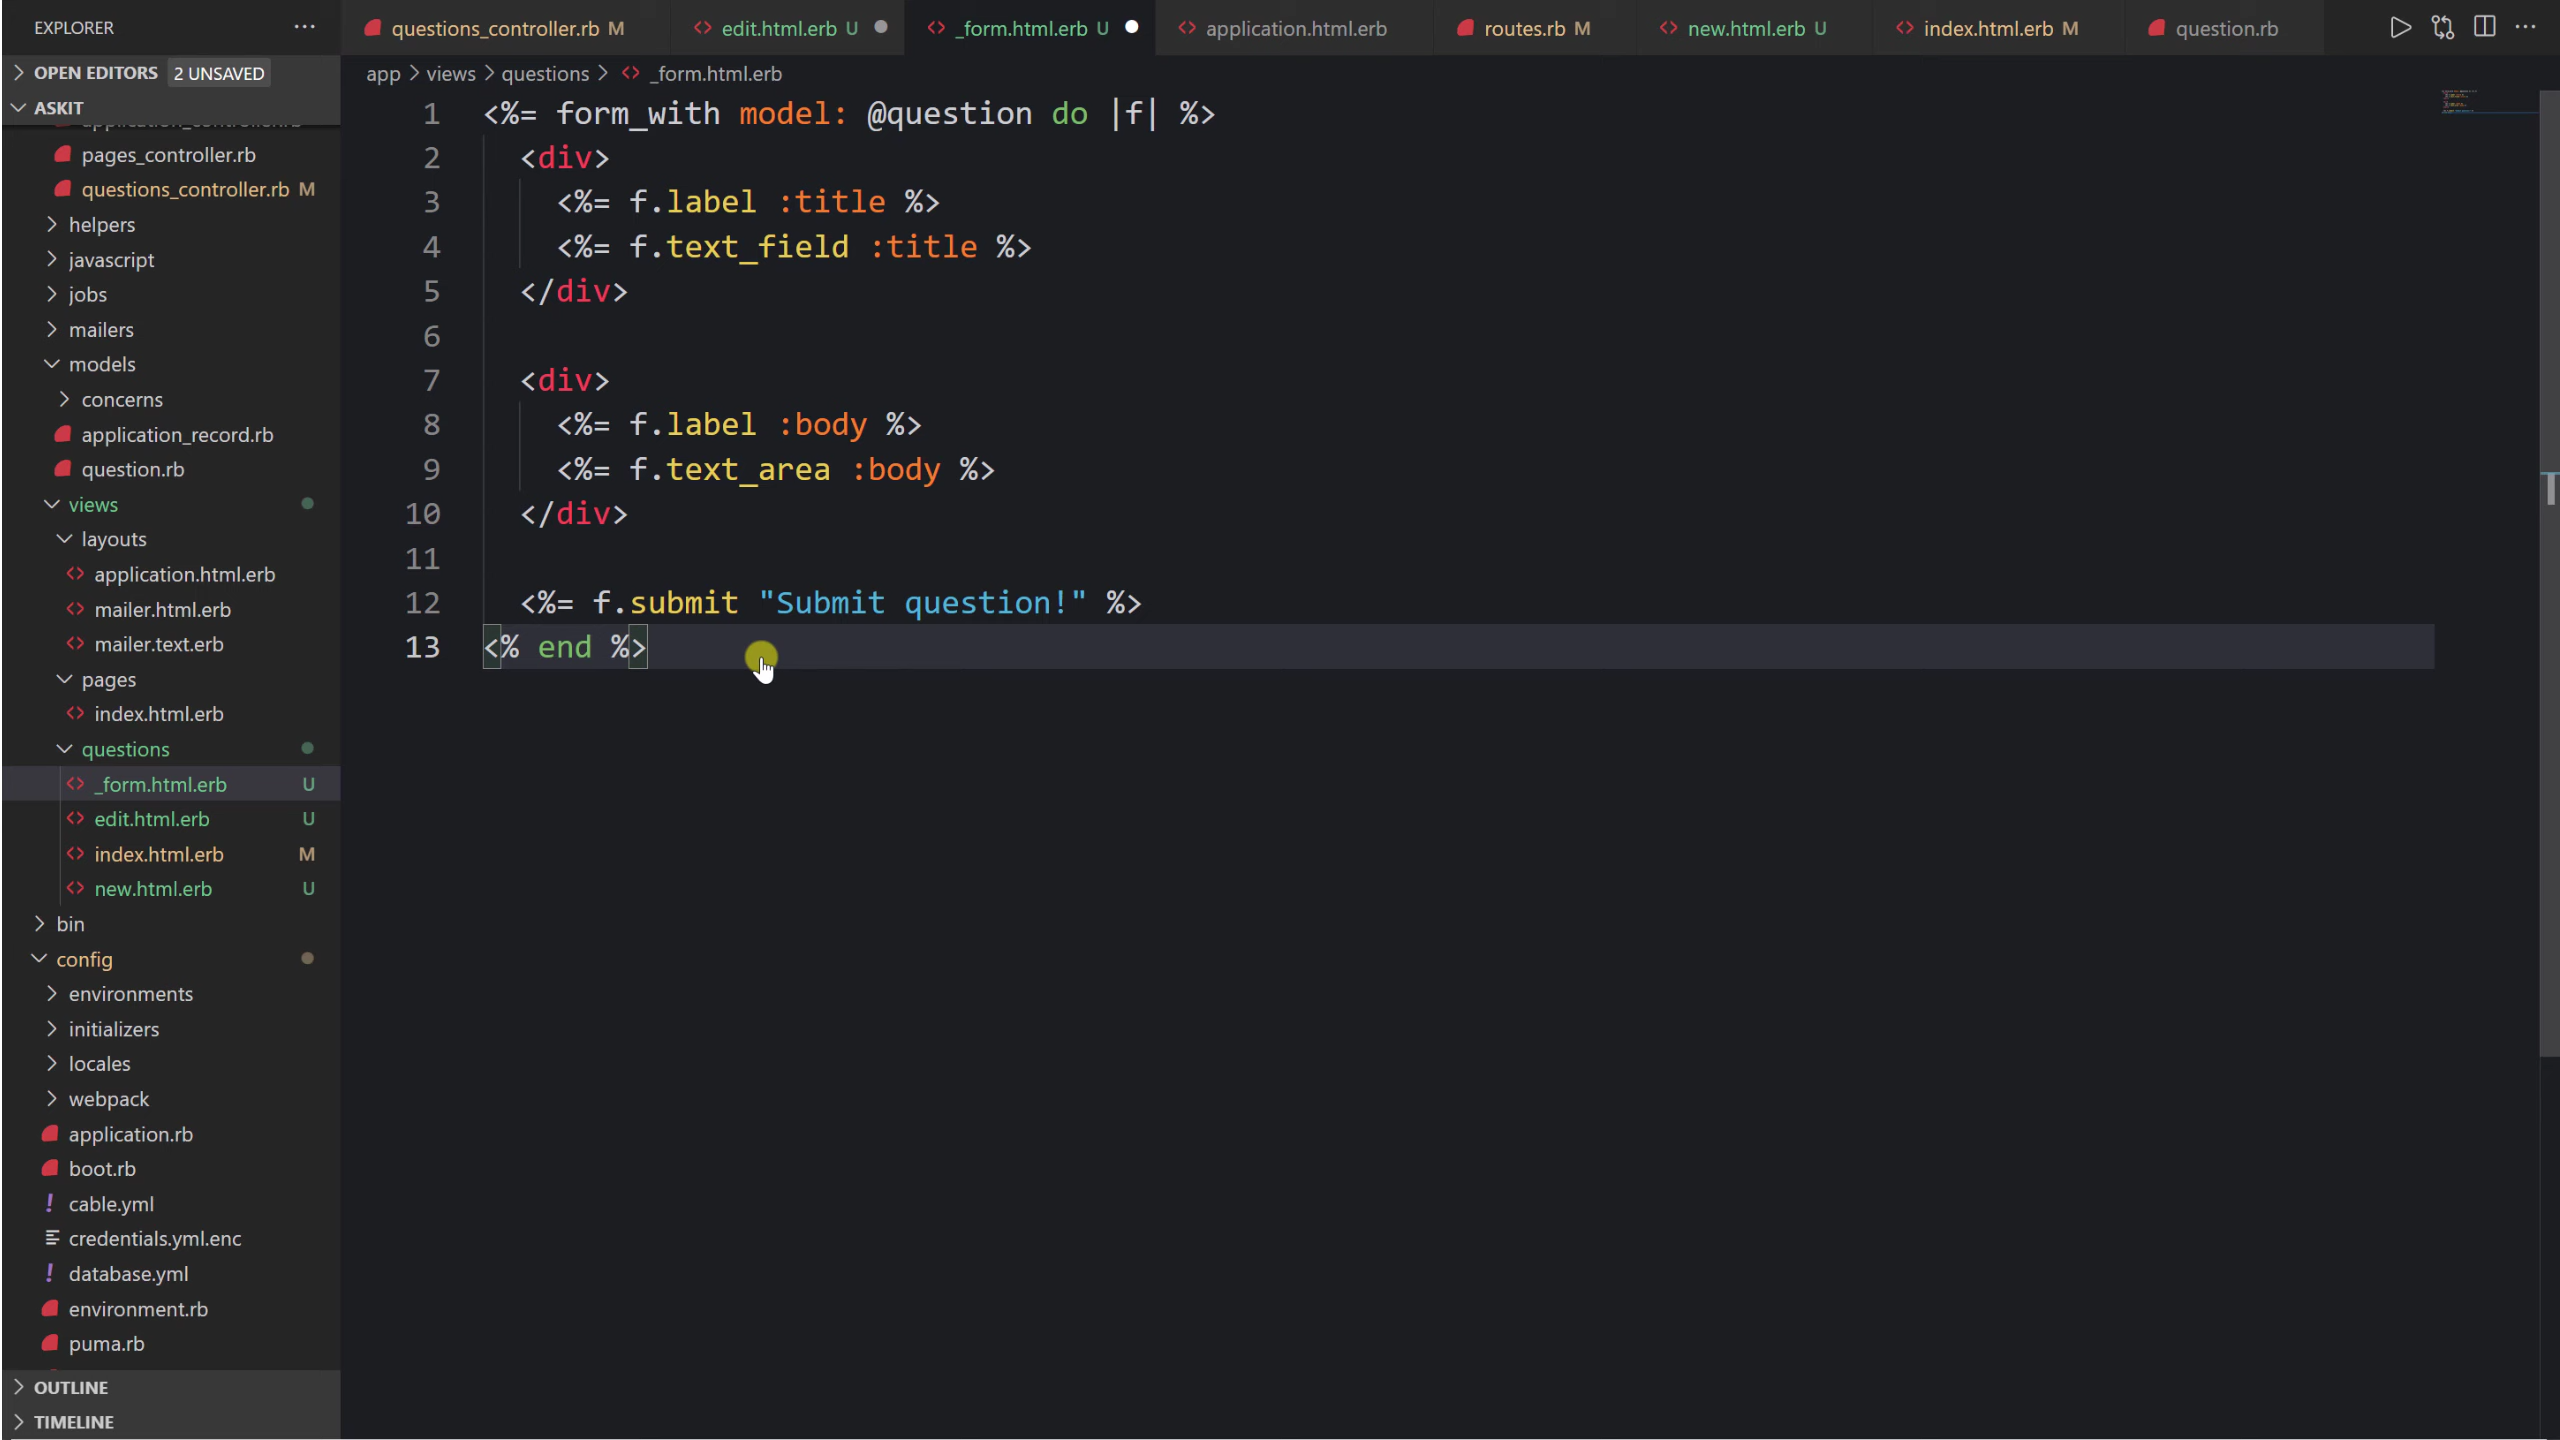 EXPLORER
OPEN EDITORS 2 UNSAVED
ASKIT
pages_controller.rb
questions_controller.rb M
helpers
javascript
jobs
mailers
models
concerns
application_record.rb
question.rb
views
layouts
application.html.erb
mailer.html.erb
mailer.text.erb
pages
index.html.erb
questions
_form.html.erb U
edit.html.erb U
index.html.erb M
new.html.erb U
bin
config
environments
initializers
locales
webpack
application.rb
boot.rb
cable.yml
credentials.yml.enc
database.yml
environment.rb
puma.rb
OUTLINE
TIMELINE
questions_controller.rb M edit.html.erb U _form.html.erb U application.html.erb routes.rb M new.html.erb U index.html.erb M question.rb
app > views > questions > _form.html.erb
1 <%= form_with model: @question do |f| %>
2 <div>
3 <%= f.label :title %>
4 <%= f.text_field :title %>
5 </div>
6
7 <div>
8 <%= f.label :body %>
9 <%= f.text_area :body %>
10 </div>
11
12 <%= f.submit "Submit question!" %>
13 <% end %>